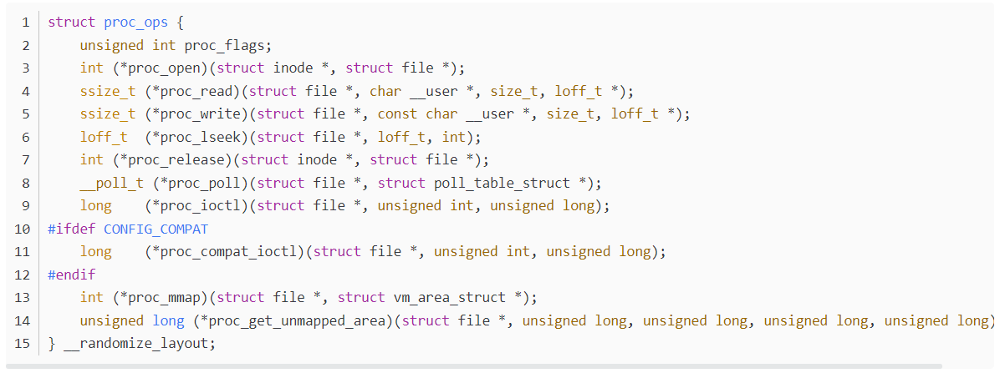 1 struct proc_ops {
2     unsigned int proc_flags;
3     int (*proc_open)(struct inode *, struct file *);
4     ssize_t (*proc_read)(struct file *, char __user *, size_t, loff_t *);
5     ssize_t (*proc_write)(struct file *, const char __user *, size_t, loff_t *);
6     loff_t  (*proc_lseek)(struct file *, loff_t, int);
7     int (*proc_release)(struct inode *, struct file *);
8     __poll_t (*proc_poll)(struct file *, struct poll_table_struct *);
9     long    (*proc_ioctl)(struct file *, unsigned int, unsigned long);
10 #ifdef CONFIG_COMPAT
11     long    (*proc_compat_ioctl)(struct file *, unsigned int, unsigned long);
12 #endif
13     int (*proc_mmap)(struct file *, struct vm_area_struct *);
14     unsigned long (*proc_get_unmapped_area)(struct file *, unsigned long, unsigned long, unsigned long, unsigned long)
15 } __randomize_layout;